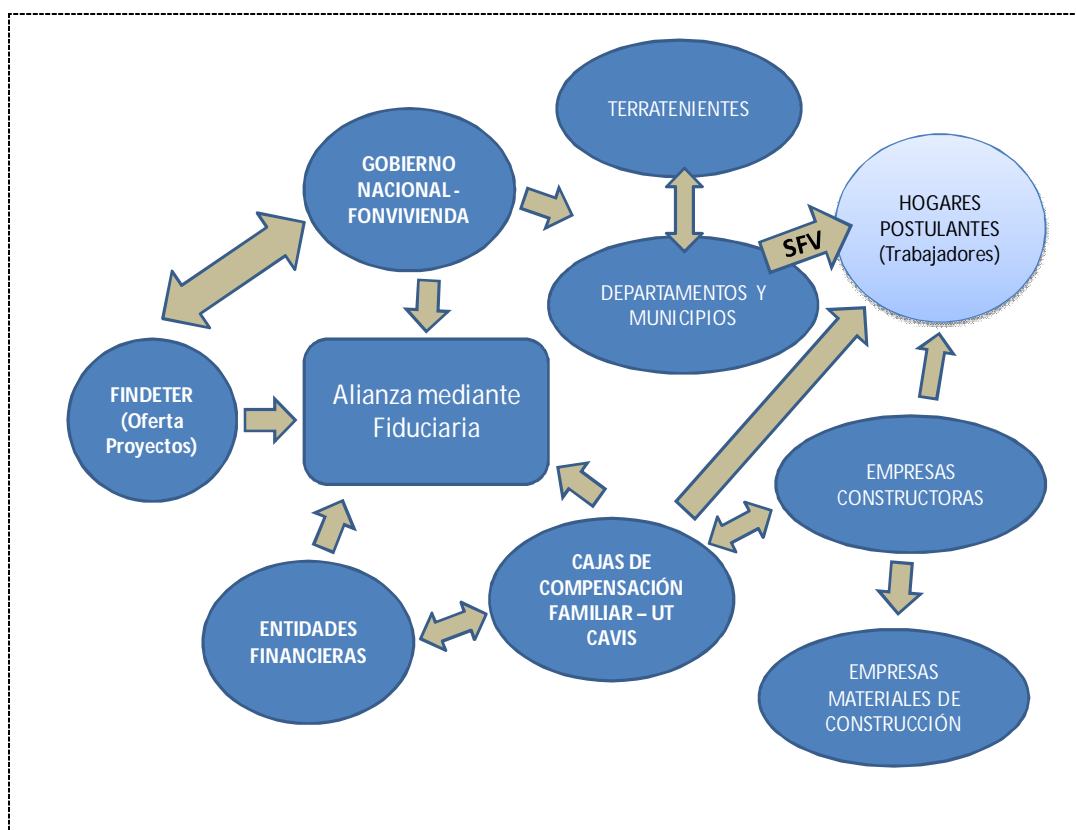 TERRATENIENTES
GOBIERNO
NACIONAL -
FONVIVIENDA
HOGARES
POSTULANTES
(Trabajadores)
SFV
DEPARTAMENTOS Y
MUNICIPIOS
FINDETER
(Oferta
Proyectos)
Alianza mediante
Fiduciaria
EMPRESAS
CONSTRUCTORAS
CAJAS DE
COMPENSACIÓN
FAMILIAR – UT
CAVIS
ENTIDADES
FINANCIERAS
EMPRESAS
MATERIALES DE
CONSTRUCCIÓN